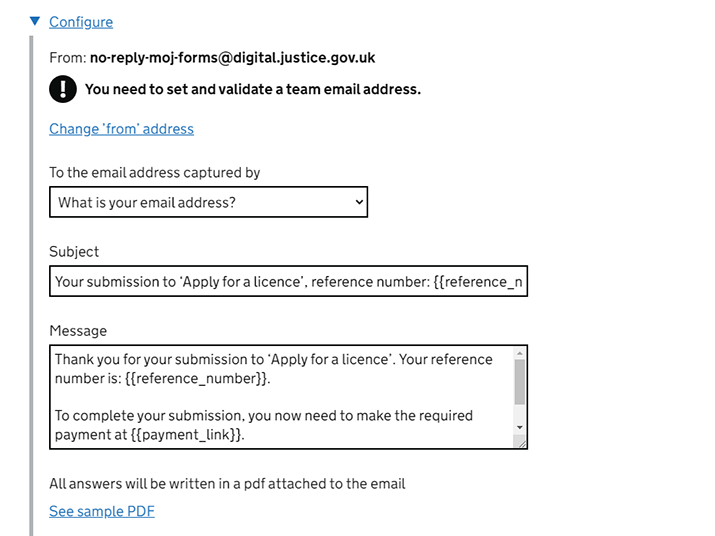 Configure
From: no-reply-moj-forms@digital.justice.gov.uk
You need to set and validate a team email address.
Change 'from' address
To the email address captured by
What is your email address?
Subject
Your submission to ‘Apply for a licence’, reference number: {{reference_n
Message
Thank you for your submission to ‘Apply for a licence’. Your reference
number is: {{reference_number}}.
To complete your submission, you now need to make the required
payment at {{payment_link}}.
All answers will be written in a pdf attached to the email
See sample PDF